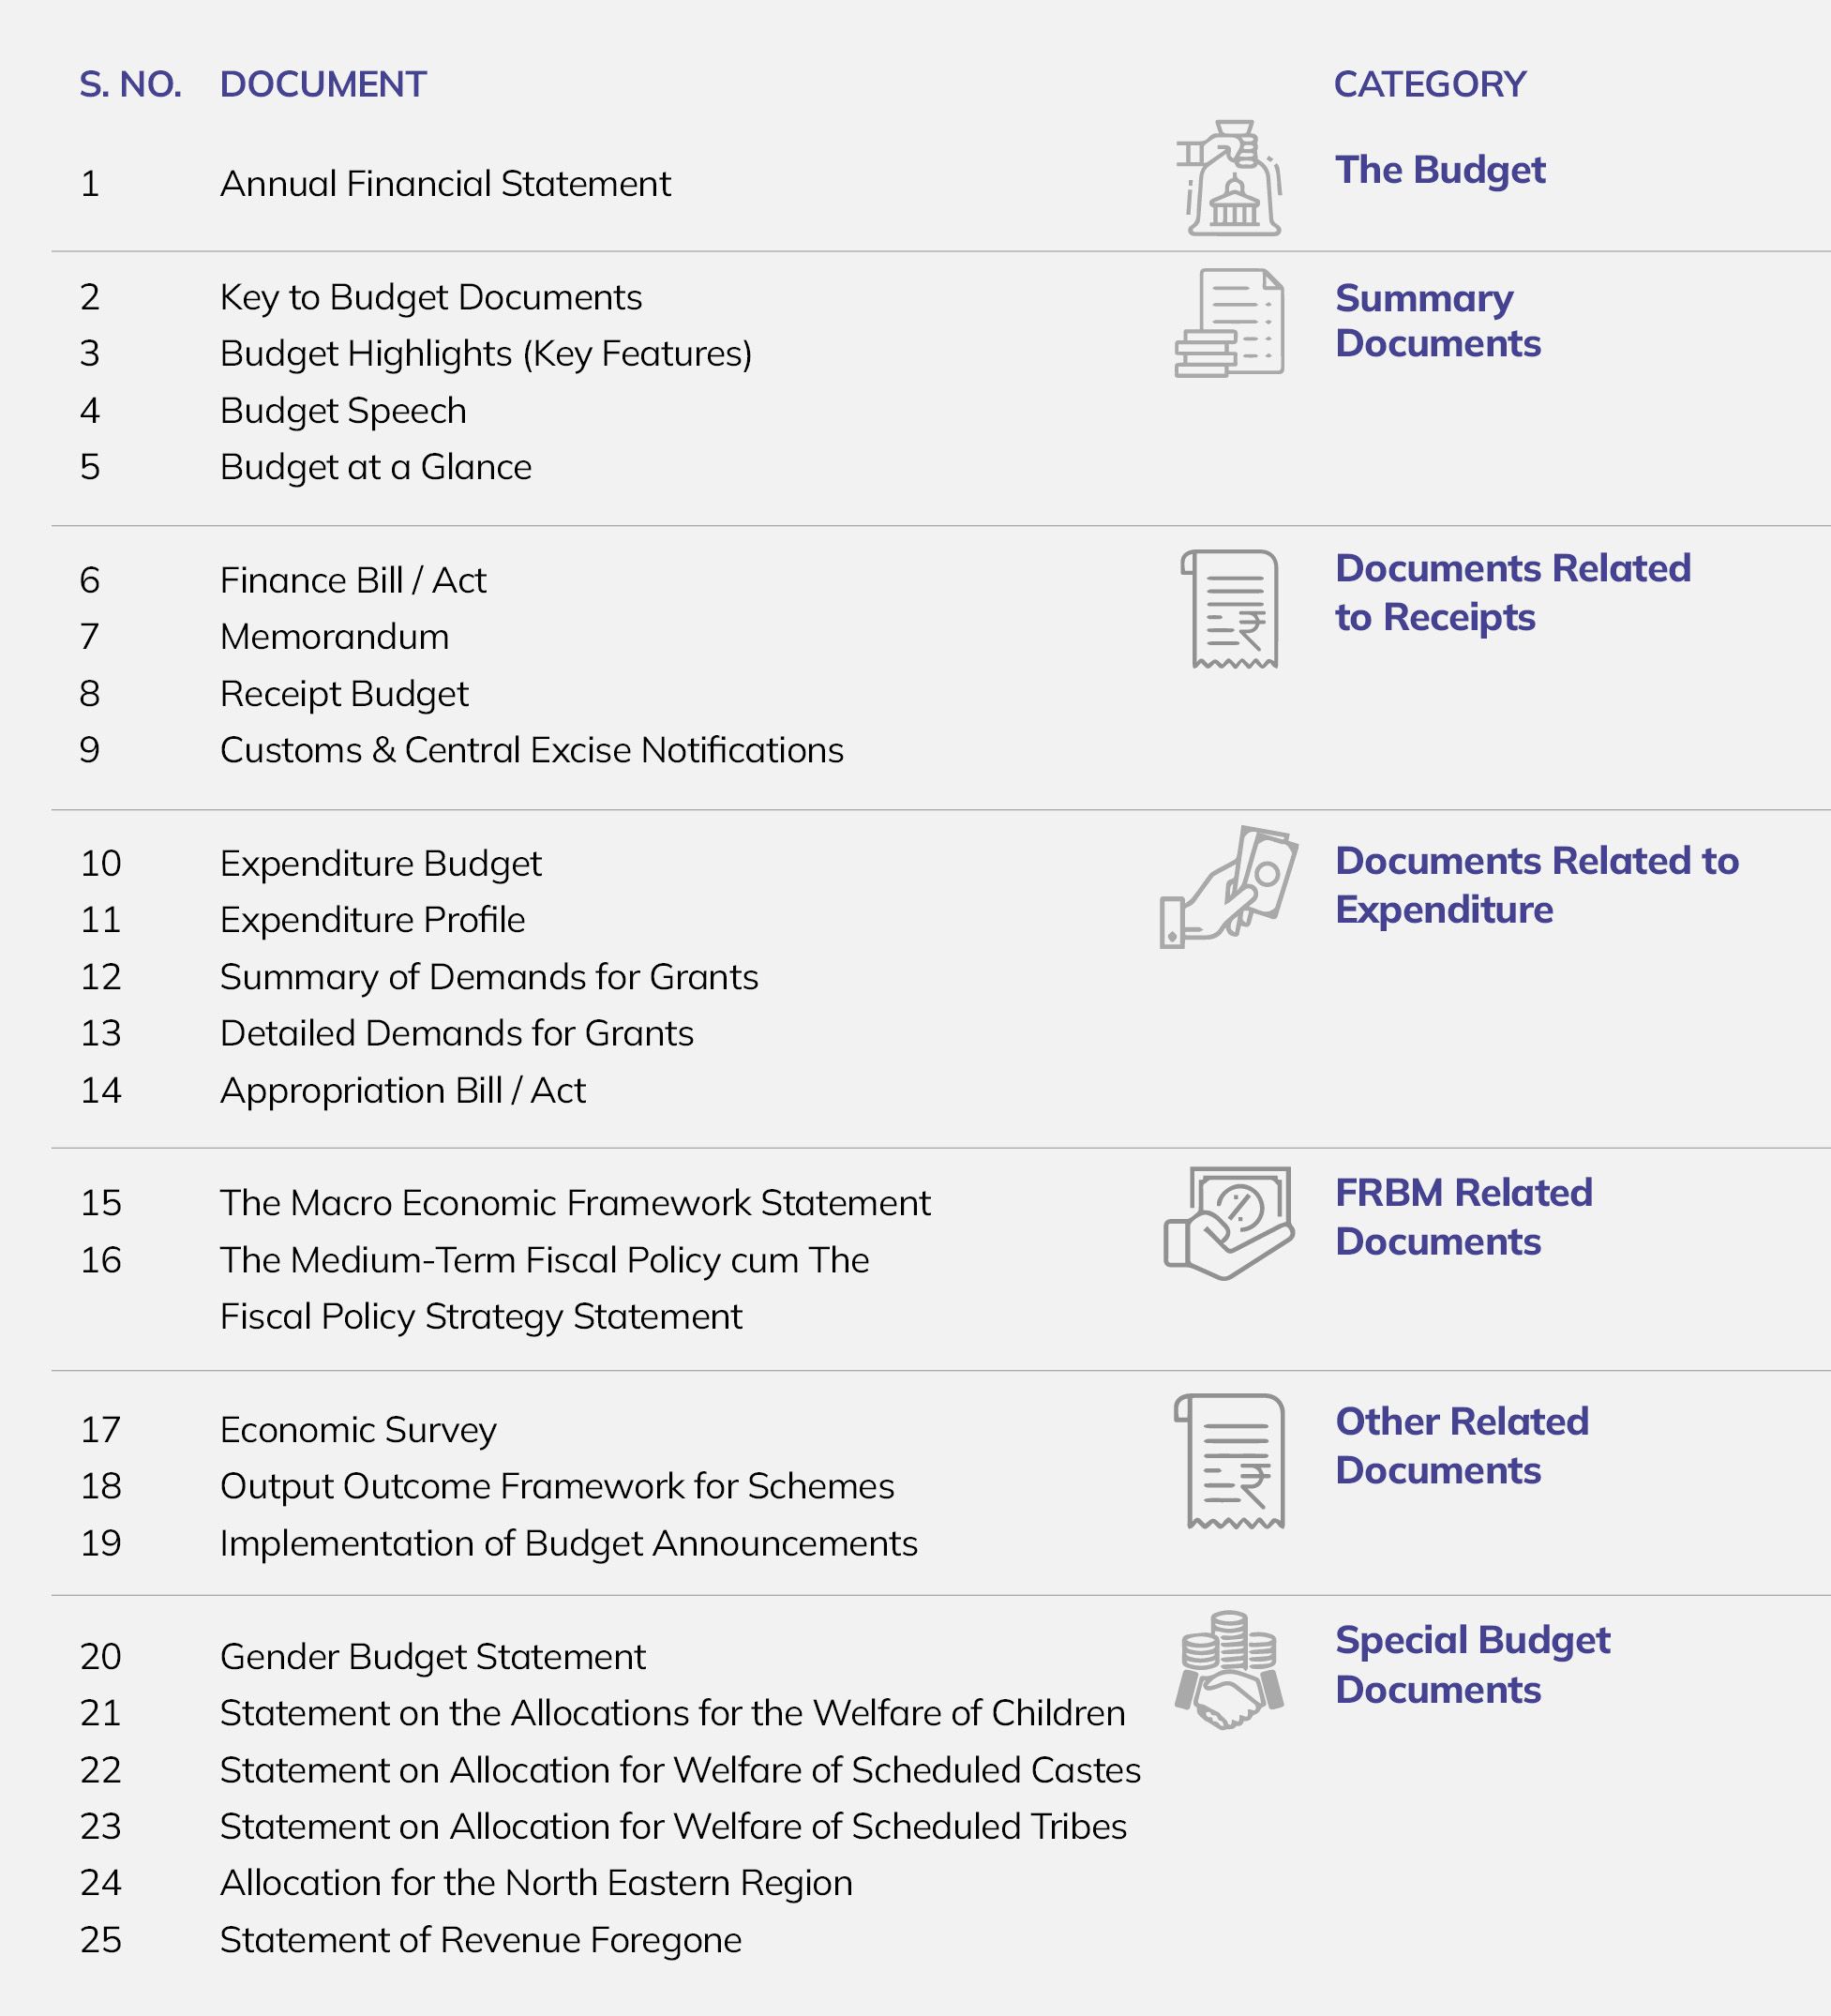 S. NO. DOCUMENT CATEGORY
1 Annual Financial Statement The Budget
2 Key to Budget Documents Summary
3 Budget Highlights (Key Features) Documents
4 Budget Speech
5 Budget at a Glance
6 Finance Bill / Act Documents Related
7 Memorandum to Receipts
8 Receipt Budget
9 Customs & Central Excise Notifications
10 Expenditure Budget Documents Related to
11 Expenditure Profile Expenditure
12 Summary of Demands for Grants
13 Detailed Demands for Grants
14 Appropriation Bill / Act
15 The Macro Economic Framework Statement FRBM Related
16 The Medium-Term Fiscal Policy cum The Documents
Fiscal Policy Strategy Statement
17 Economic Survey Other Related
18 Output Outcome Framework for Schemes Documents
19 Implementation of Budget Announcements
20 Gender Budget Statement Special Budget
21 Statement on the Allocations for the Welfare of Children Documents
22 Statement on Allocation for Welfare of Scheduled Castes
23 Statement on Allocation for Welfare of Scheduled Tribes
24 Allocation for the North Eastern Region
25 Statement of Revenue Foregone